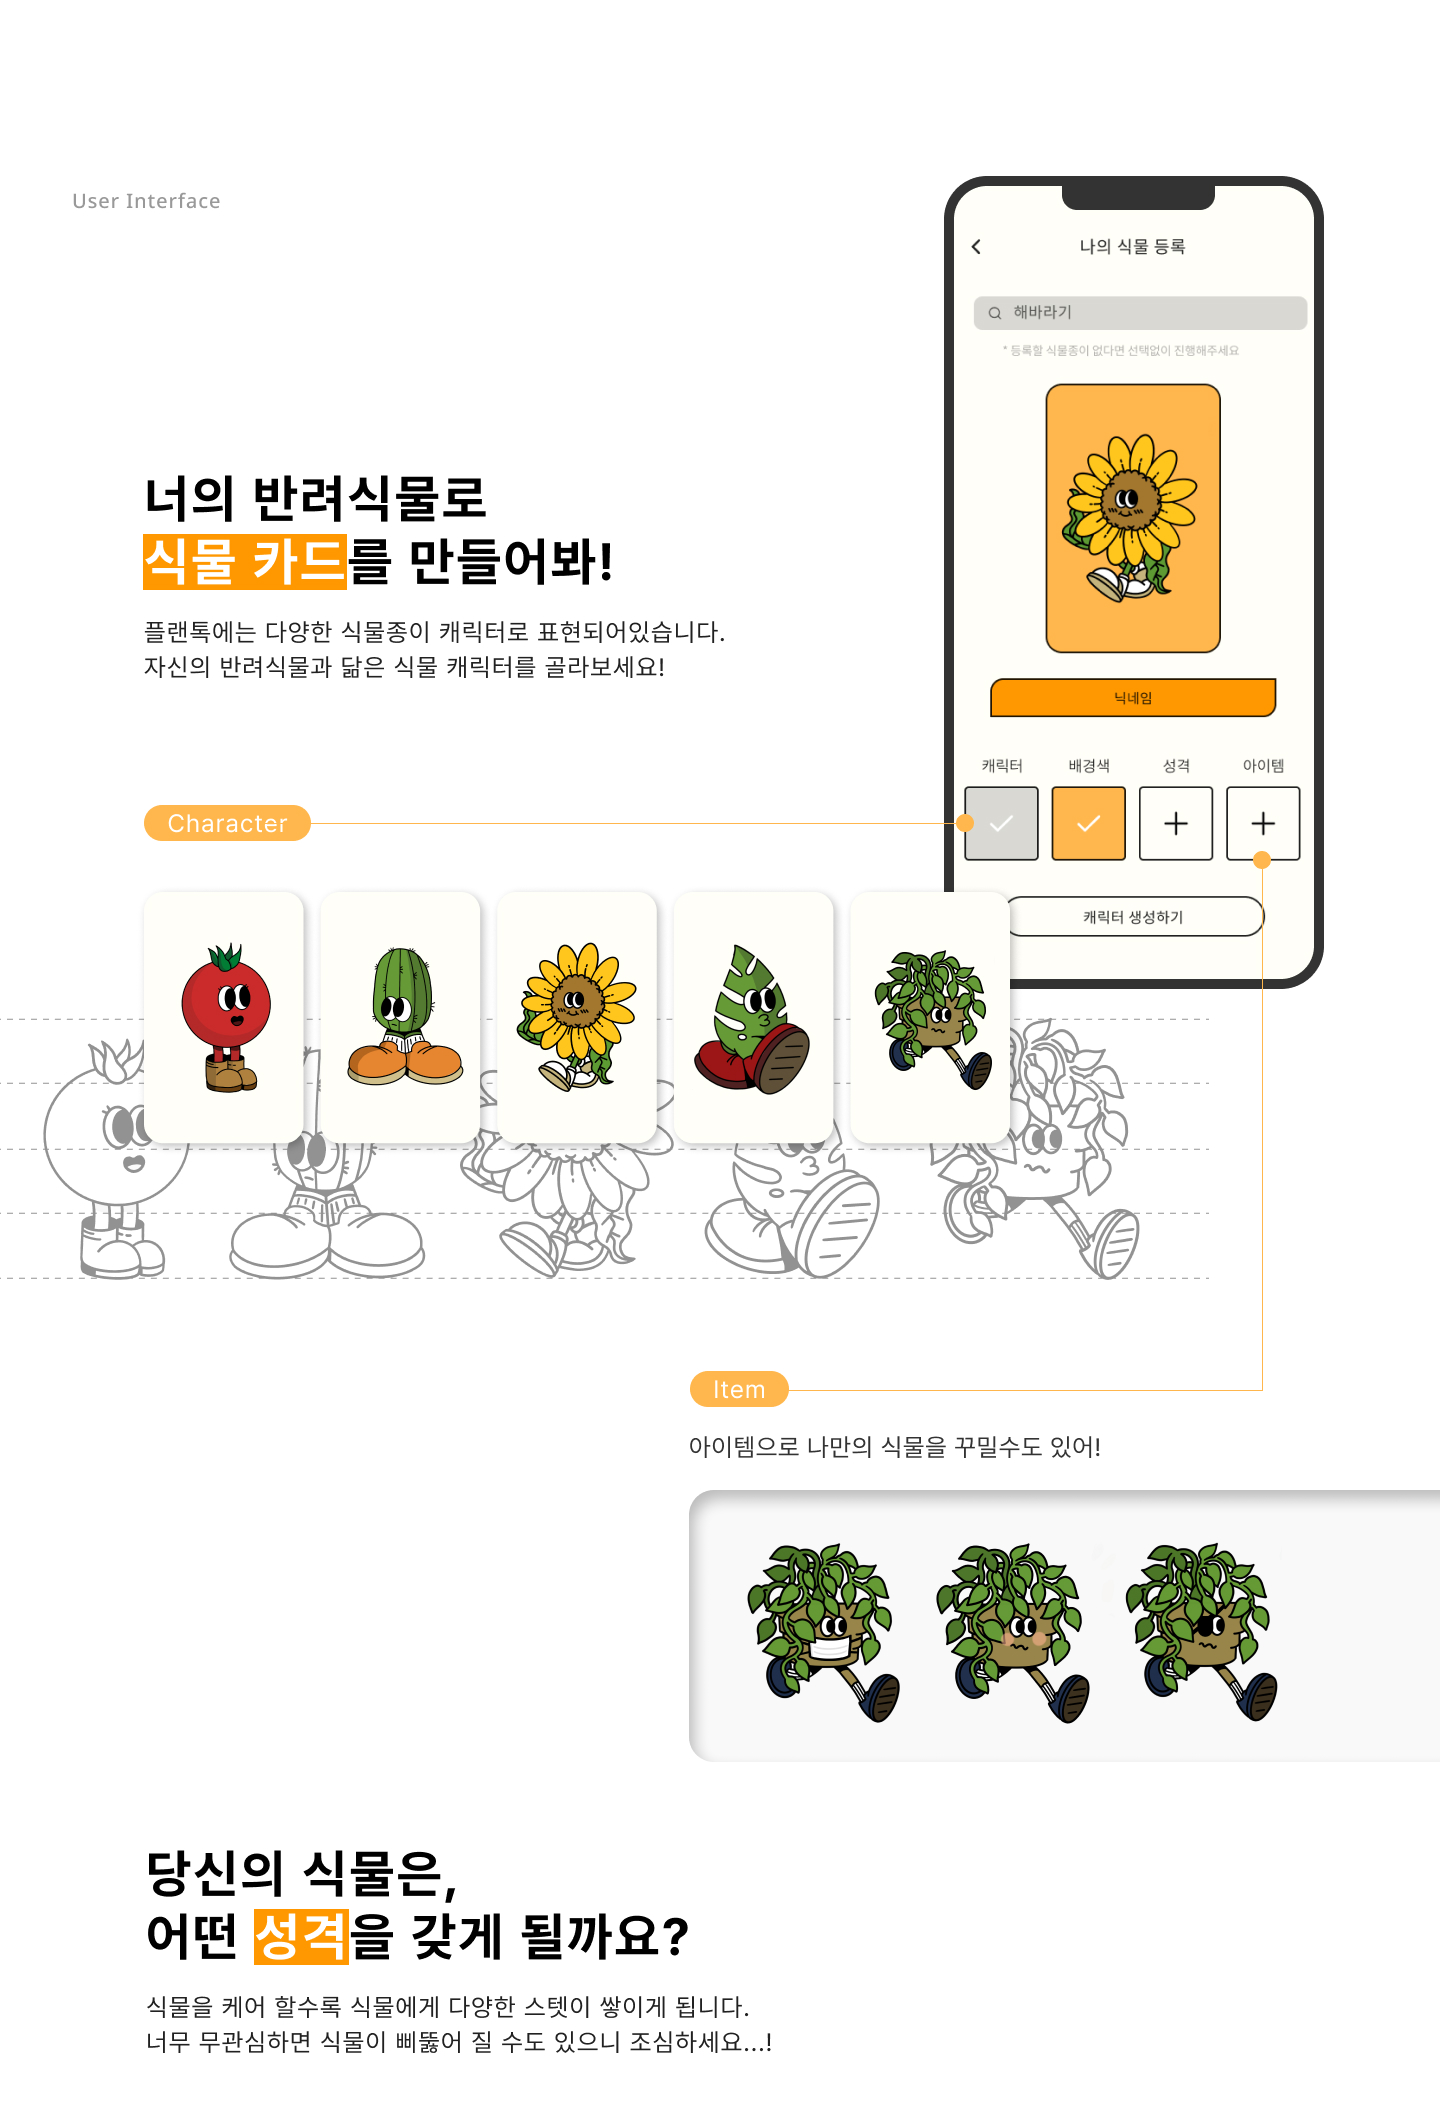 User Interface
나의 식물 등록
해바라기
* 등록할 식물종이 없다면 선택없이 진행해주세요
너의 반려식물로
식물 카드를 만들어봐!
플랜톡에는 다양한 식물종이 캐릭터로 표현되어있습니다.
자신의 반려식물과 닮은 식물 캐릭터를 골라보세요!
닉네임
캐릭터 배경색 성격 아이템
Character
캐릭터 생성하기
Item
아이템으로 나만의 식물을 꾸밀수도 있어!
당신의 식물은,
어떤 성격을 갖게 될까요?
식물을 케어 할수록 식물에게 다양한 스텟이 쌓이게 됩니다.
너무 무관심하면 식물이 삐뚫어 질 수도 있으니 조심하세요...!